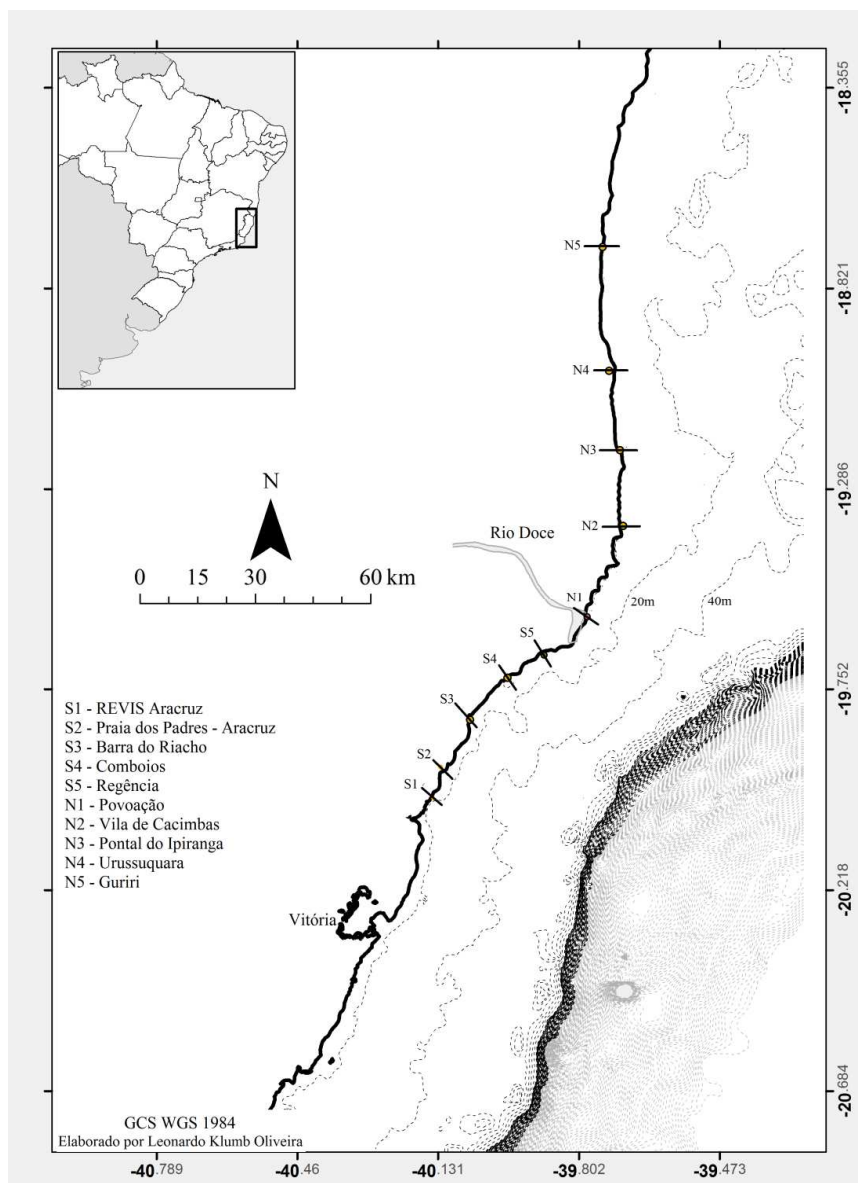 -18.355
N5
-18.821
N4
N3
-19.286
N
N2
Rio Doce
0 15 30 60 km
N1
20m
40m
S5
S4
-19.752
S3
S1 - REVIS Aracruz
S2 - Praia dos Padres - Aracruz
S3 - Barra do Riacho
S4 - Comboios
S5 - Regência
N1 - Povoação
N2 - Vila de Cacimbas
N3 - Pontal do Ipiranga
N4 - Urussuquara
N5 - Guriri
S2
S1
-20.218
Vitória
-20.684
GCS WGS 1984
Elaborado por Leonardo Klumb Oliveira
-40.789 -40.46 -40.131 -39.802 -39.473